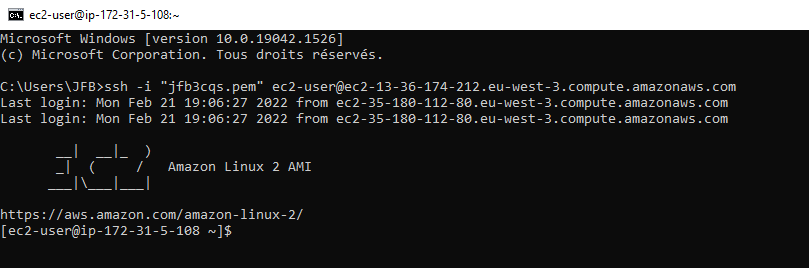 ec2-user@ip-172-31-5-108:~
Microsoft Windows [version 10.0.19042.1526]
(c) Microsoft Corporation. Tous droits réservés.
C:\Users\JFB>ssh -i "jfb3cqs.pem" ec2-user@ec2-13-36-174-212.eu-west-3.compute.amazonaws.com
Last login: Mon Feb 21 19:06:27 2022 from ec2-35-180-112-80.eu-west-3.compute.amazonaws.com
Last login: Mon Feb 21 19:06:27 2022 from ec2-35-180-112-80.eu-west-3.compute.amazonaws.com
__|  __|_  )
_|  (     /   Amazon Linux 2 AMI
___|\___|___|
https://aws.amazon.com/amazon-linux-2/
[ec2-user@ip-172-31-5-108 ~]$